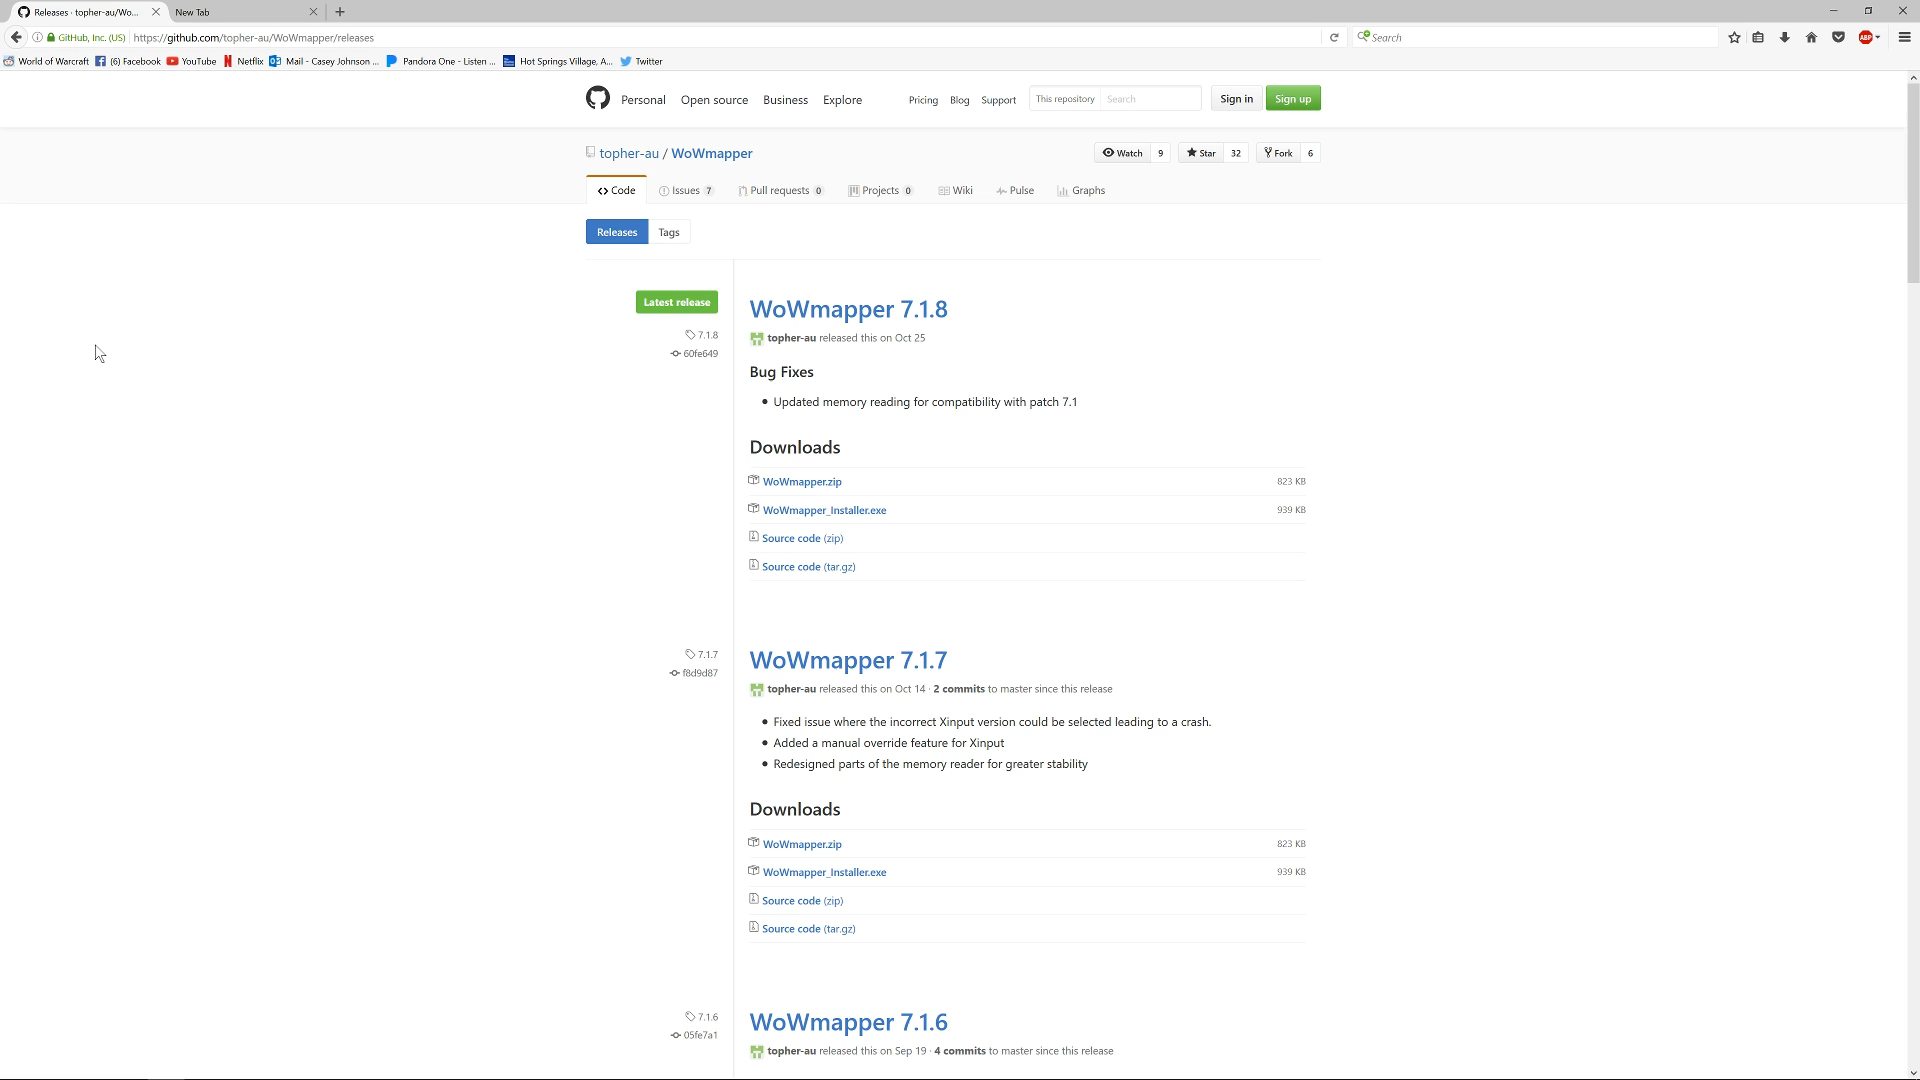 Releases · topher-au/Wo...
New Tab
GitHub, Inc. (US)
https://github.com/topher-au/WoWmapper/releases
Search
World of Warcraft
(6) Facebook
YouTube
Netflix
Mail - Casey Johnson ...
Pandora One - Listen ...
Hot Springs Village, A...
Twitter
Personal
Open source
Business
Explore
Pricing
Blog
Support
This repository
Search
Sign in
Sign up
topher-au / WoWmapper
Watch 9
Star 32
Fork 6
Code
Issues 7
Pull requests 0
Projects 0
Wiki
Pulse
Graphs
Releases
Tags
Latest release
7.1.8
60fe649
WoWmapper 7.1.8
topher-au released this on Oct 25
Bug Fixes
• Updated memory reading for compatibility with patch 7.1
Downloads
WoWmapper.zip 823 KB
WoWmapper_Installer.exe 939 KB
Source code (zip)
Source code (tar.gz)
7.1.7
f8d9d87
WoWmapper 7.1.7
topher-au released this on Oct 14 · 2 commits to master since this release
• Fixed issue where the incorrect Xinput version could be selected leading to a crash.
• Added a manual override feature for Xinput
• Redesigned parts of the memory reader for greater stability
Downloads
WoWmapper.zip 823 KB
WoWmapper_Installer.exe 939 KB
Source code (zip)
Source code (tar.gz)
7.1.6
05fe7a1
WoWmapper 7.1.6
topher-au released this on Sep 19 · 4 commits to master since this release